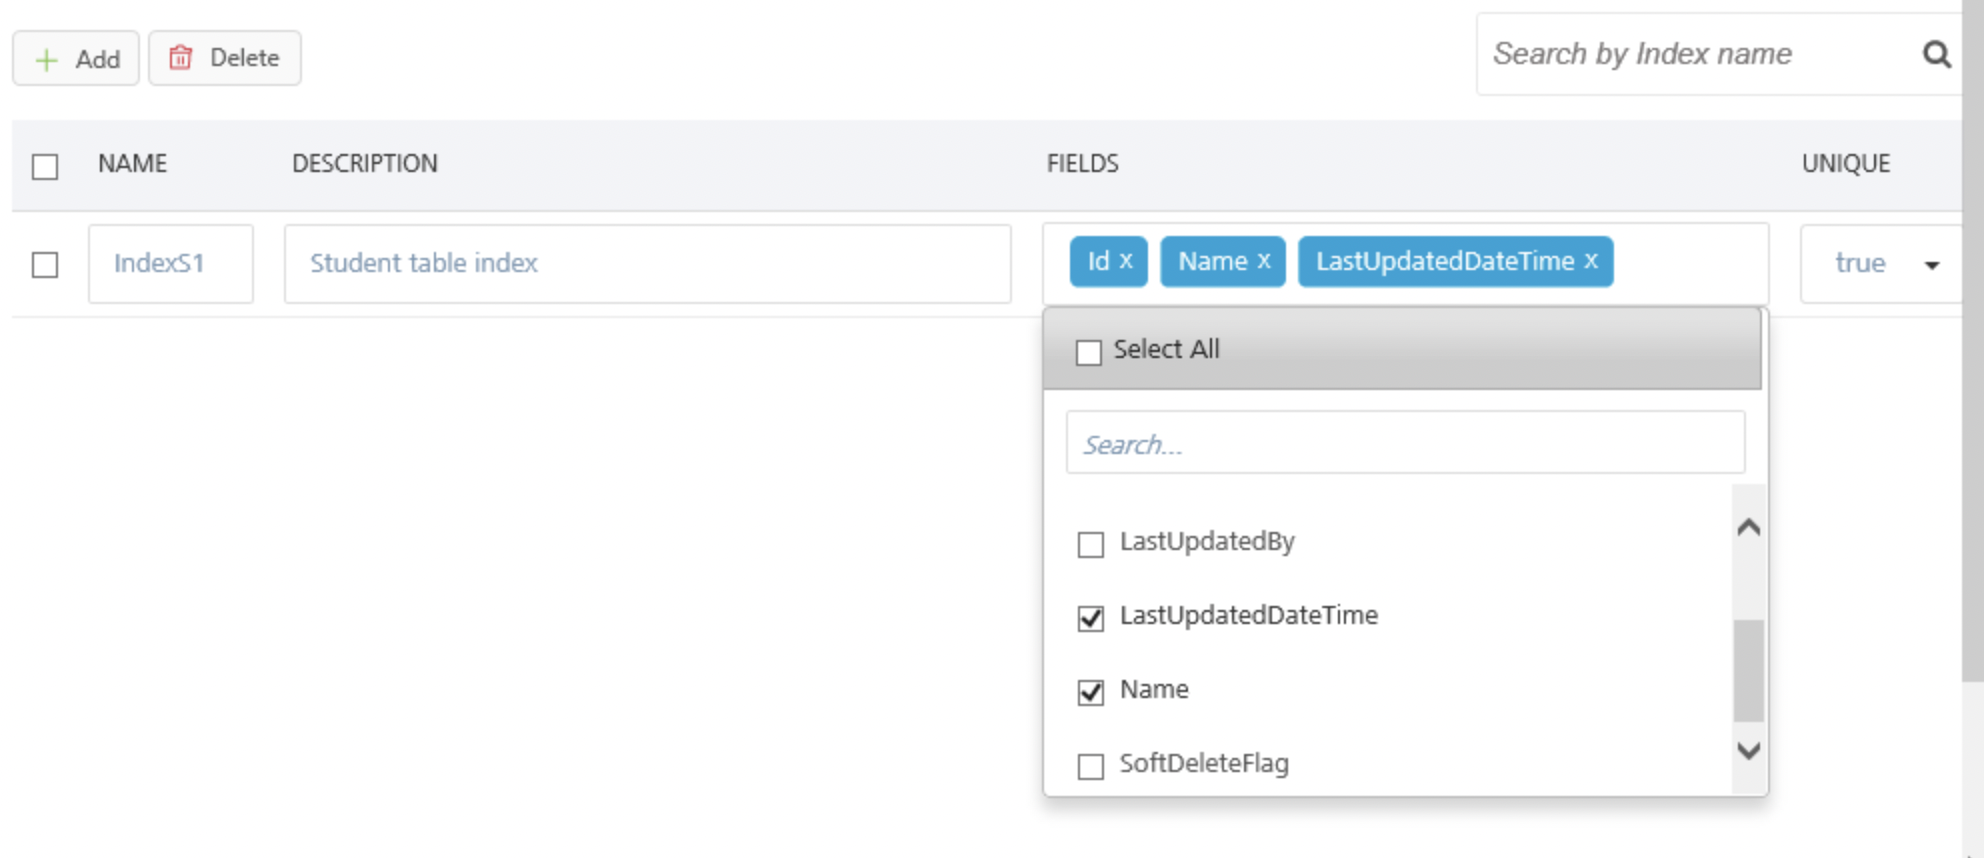 Add Delete Search by Index name
NAME DESCRIPTION FIELDS UNIQUE
IndexS1 Student table index Id x Name x LastUpdatedDateTime x true
Select All
Search...
LastUpdatedBy
LastUpdatedDateTime
Name
SoftDeleteFlag